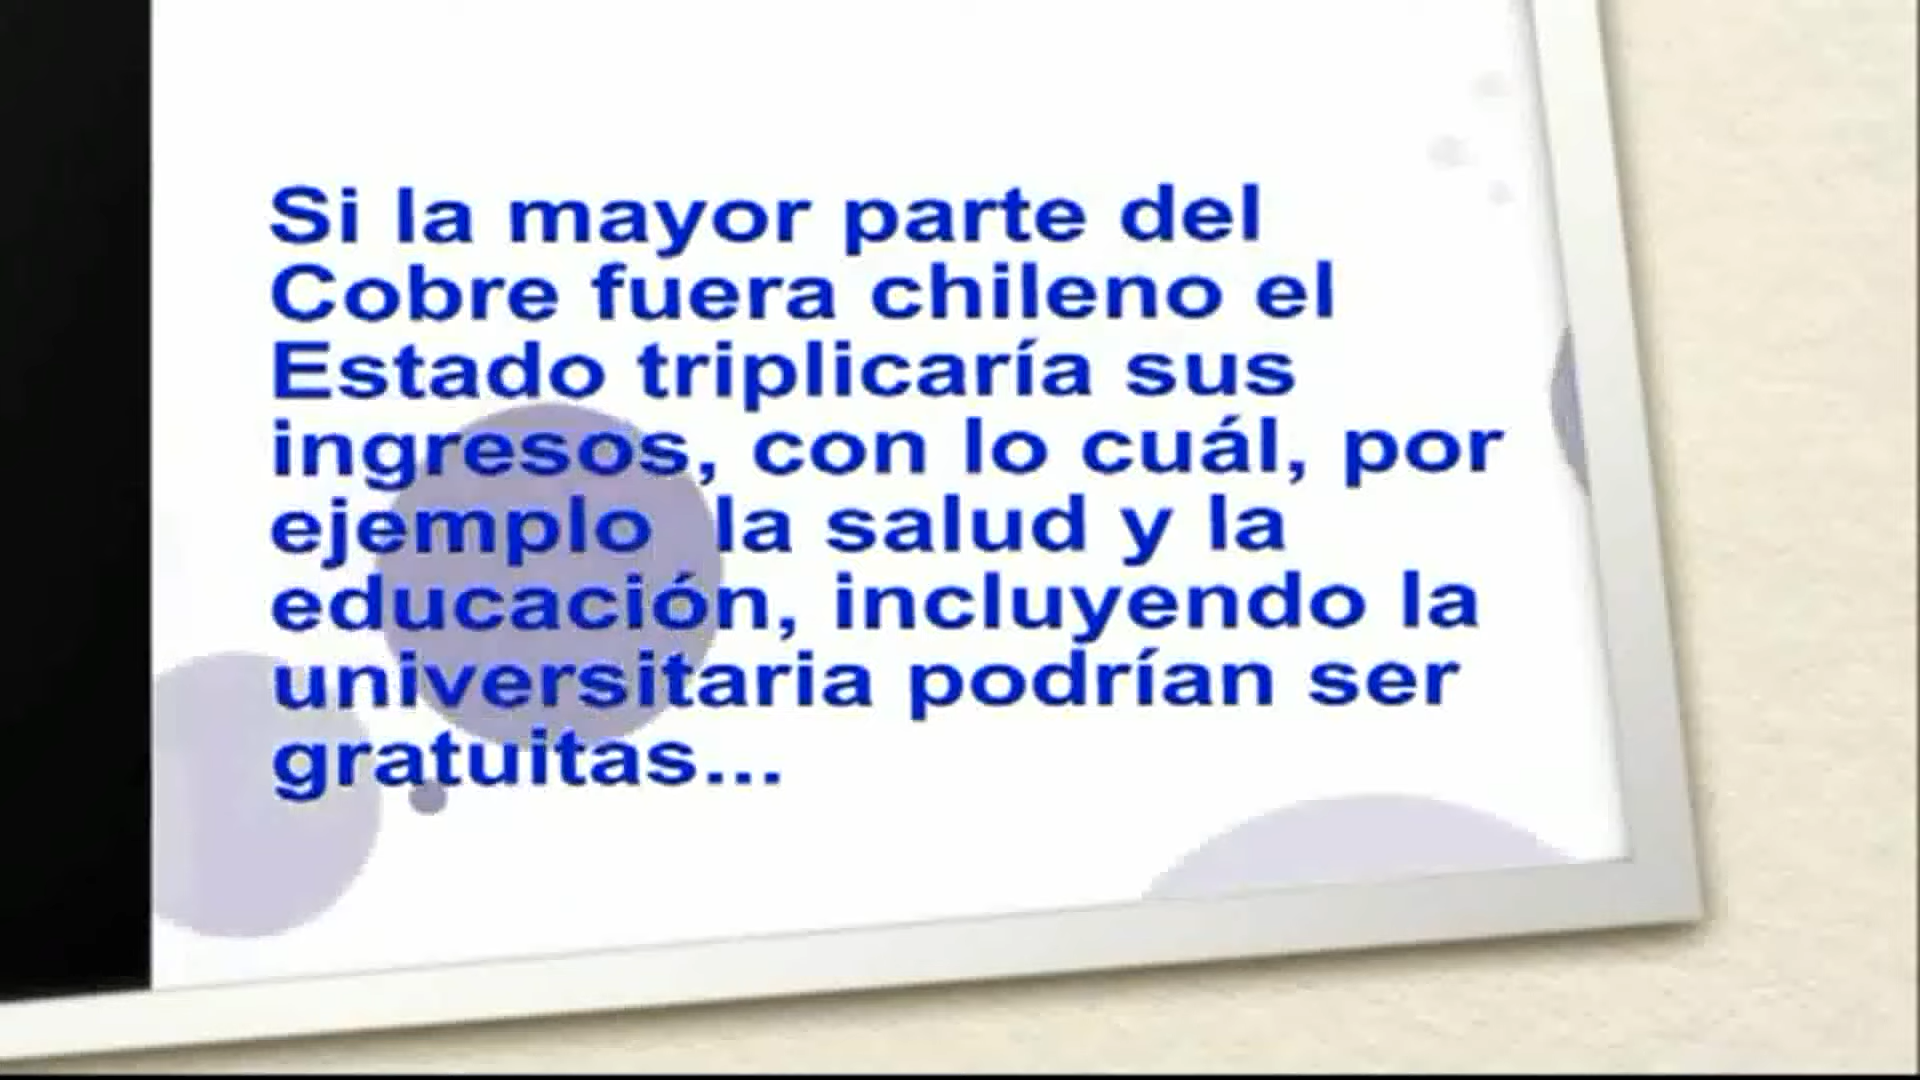 Si la mayor parte del
Cobre fuera chileno el
Estado triplicaría sus
ingresos, con lo cuál, por
ejemplo  la salud y la
educación, incluyendo la
universitaria podrían ser
gratuitas...